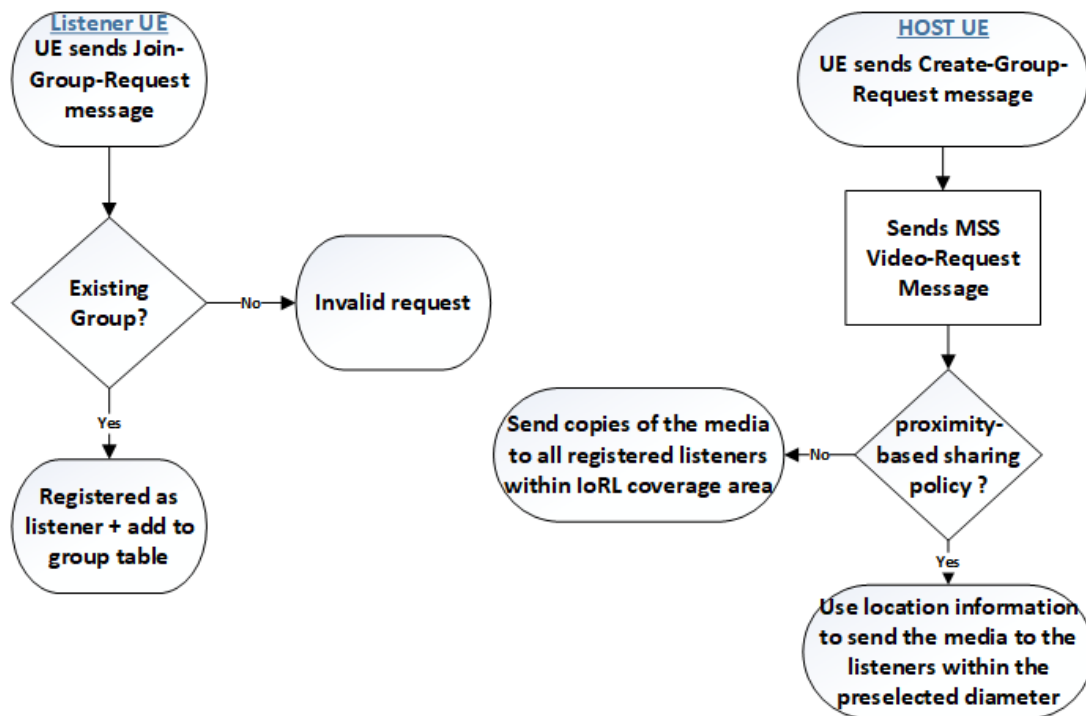 Listener UE
UE sends Join-
Group-Request
message
Existing
Group?
No
Invalid request
Yes
Registered as
listener + add to
group table
HOST UE
UE sends Create-Group-
Request message
Sends MSS
Video-Request
Message
proximity-
based sharing
policy ?
No
Send copies of the media
to all registered listeners
within IoRL coverage area
Yes
Use location information
to send the media to the
listeners within the
preselected diameter